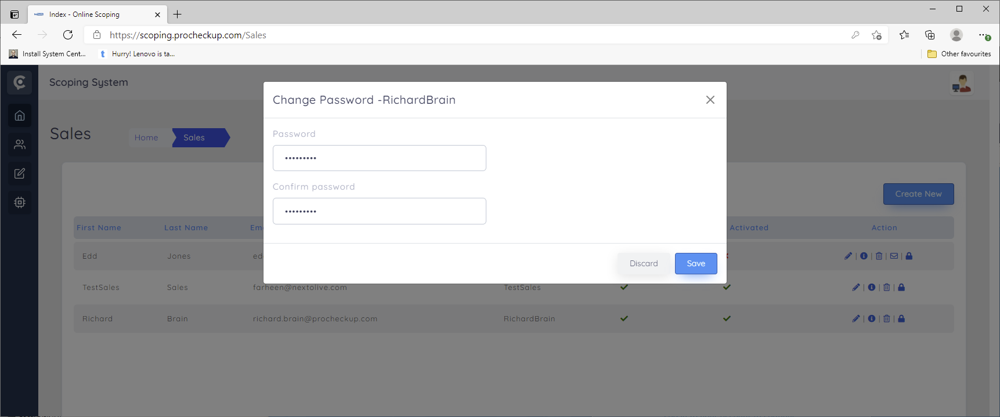 Index - Online Scoping
https://scoping.procheckup.com/Sales
Install System Cent...
Hurry! Lenovo is ta...
Other favourites
Scoping System
Change Password -RichardBrain
Password
•••••••••
Confirm password
•••••••••
Discard
Save
Sales
Home
Sales
Create New
First Name
Last Name
Em
Activated
Action
Edd
Jones
ed
TestSales
Sales
farheen@nextolive.com
TestSales
Richard
Brain
richard.brain@procheckup.com
RichardBrain